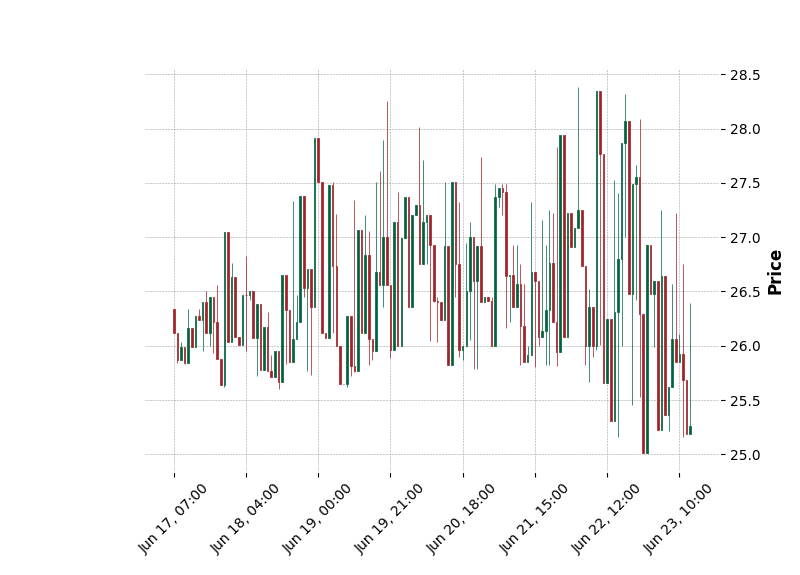 28.5
28.0
27.5
27.0
26.5
26.0
25.5
25.0
Price
Jun 17, 07:00
Jun 18, 04:00
Jun 19, 00:00
Jun 19, 21:00
Jun 20, 18:00
Jun 21, 15:00
Jun 22, 12:00
Jun 23, 10:00